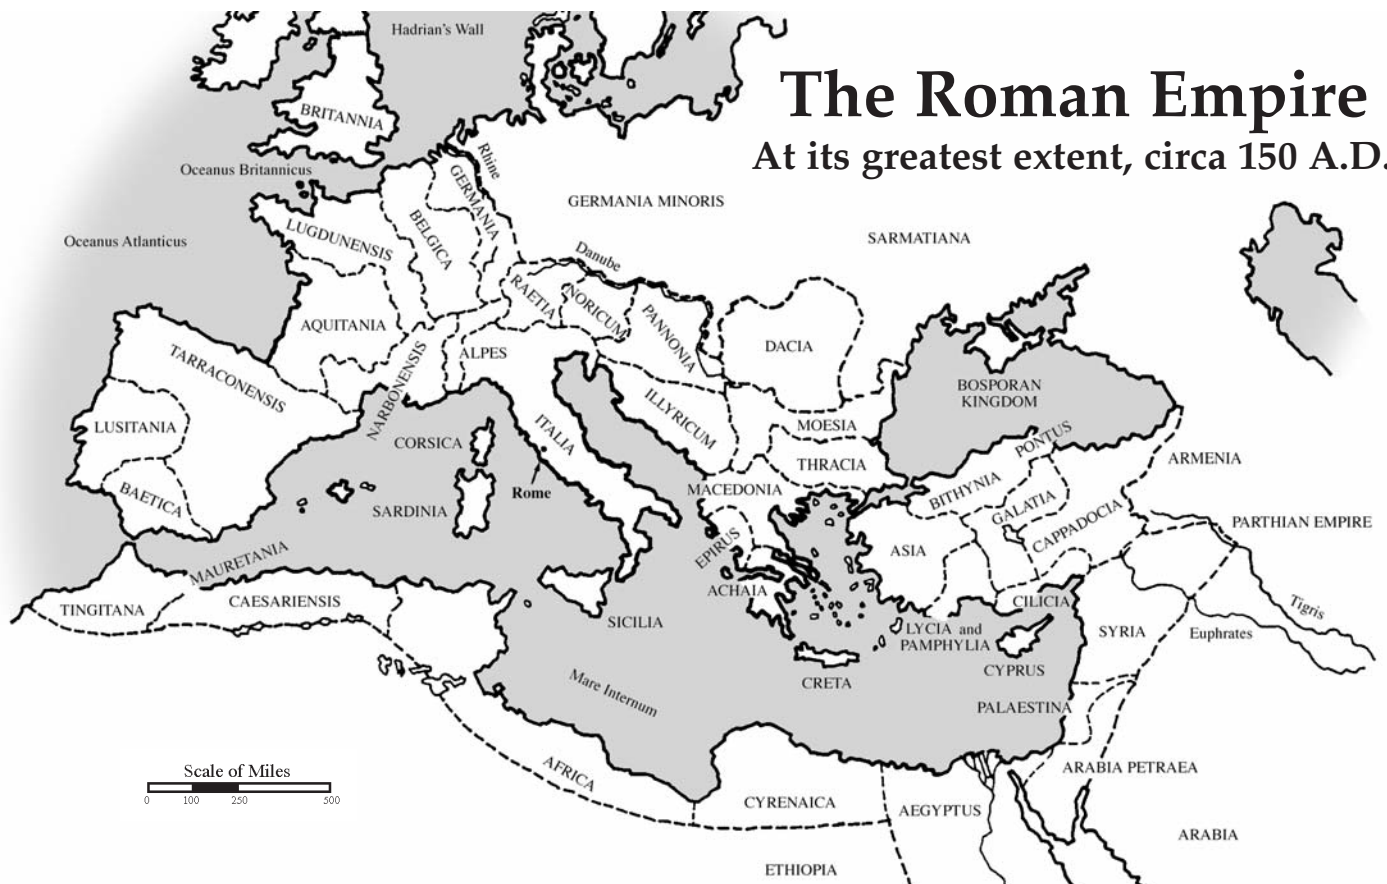 Hadrian's Wall
The Roman Empire
At its greatest extent, circa 150 A.D.
BRITANNIA
Oceanus Britannicus
Rhine
GERMANIA
GERMANIA MINORIS
Oceanus Atlanticus
LUGDUNENSIS
BELGICA
SARMATIANA
Danube
RAETIA
NORICUM
PANNONIA
AQUITANIA
ALPES
DACIA
TARRACONENSIS
NARBONENSIS
BOSPORAN
KINGDOM
ILLYRICUM
LUSITANIA
CORSICA
ITALIA
MOESIA
PONTUS
THRACIA
ARMENIA
BAETICA
Rome
MACEDONIA
BITHYNIA
GALATIA
SARDINIA
CAPPADOCIA
PARTHIAN EMPIRE
MAURETANIA
EPIRUS
ASIA
ACHAIA
TINGITANA
CAESARIENSIS
CILICIA
Tigris
SICILIA
LYCIA and
PAMPHYLIA
SYRIA
Euphrates
CRETA
CYPRUS
Mare Internum
PALAESTINA
Scale of Miles
0 100 250 500
AFRICA
ARABIA PETRAEA
CYRENAICA
AEGYPTUS
ARABIA
ETHIOPIA